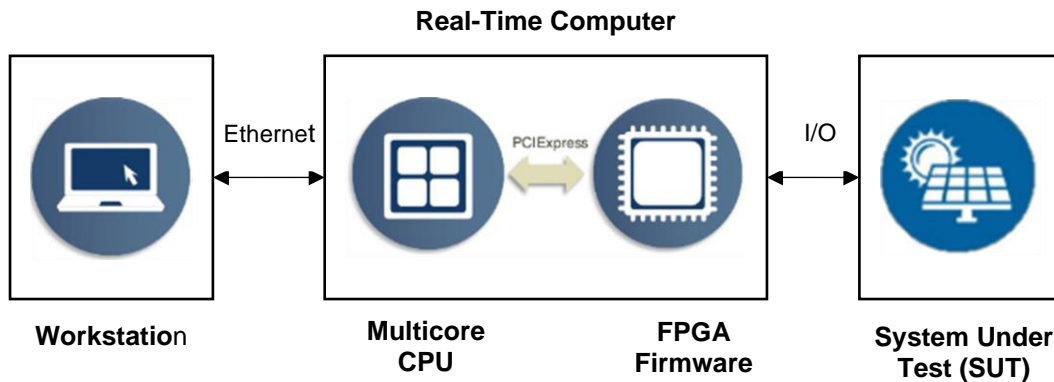 Real-Time Computer
Ethernet
PCIExpress
I/O
Workstation
Multicore
CPU
FPGA
Firmware
System Under
Test (SUT)